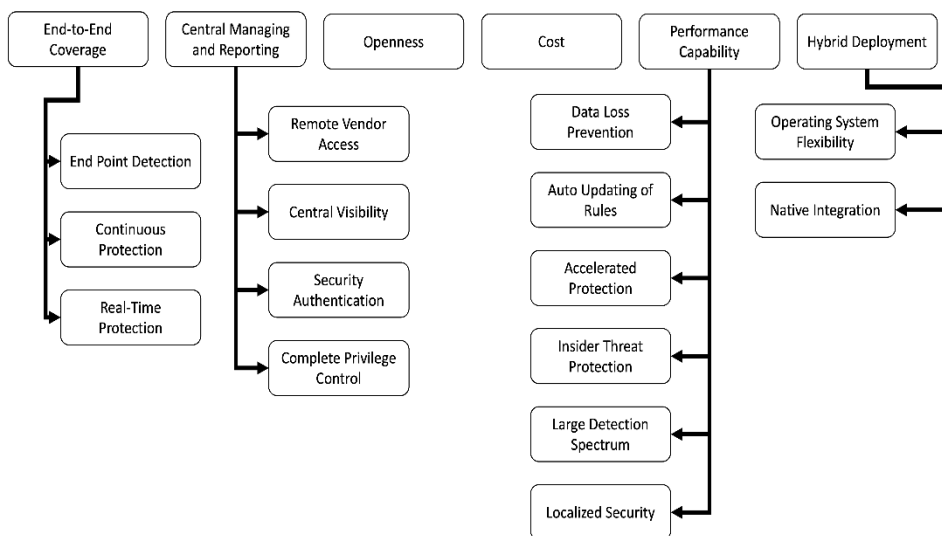 End-to-End
Coverage
Central Managing
and Reporting
Openness
Cost
Performance
Capability
Hybrid Deployment
End Point Detection
Continuous
Protection
Real-Time
Protection
Remote Vendor
Access
Central Visibility
Security
Authentication
Complete Privilege
Control
Data Loss
Prevention
Auto Updating of
Rules
Accelerated
Protection
Insider Threat
Protection
Large Detection
Spectrum
Localized Security
Operating System
Flexibility
Native Integration